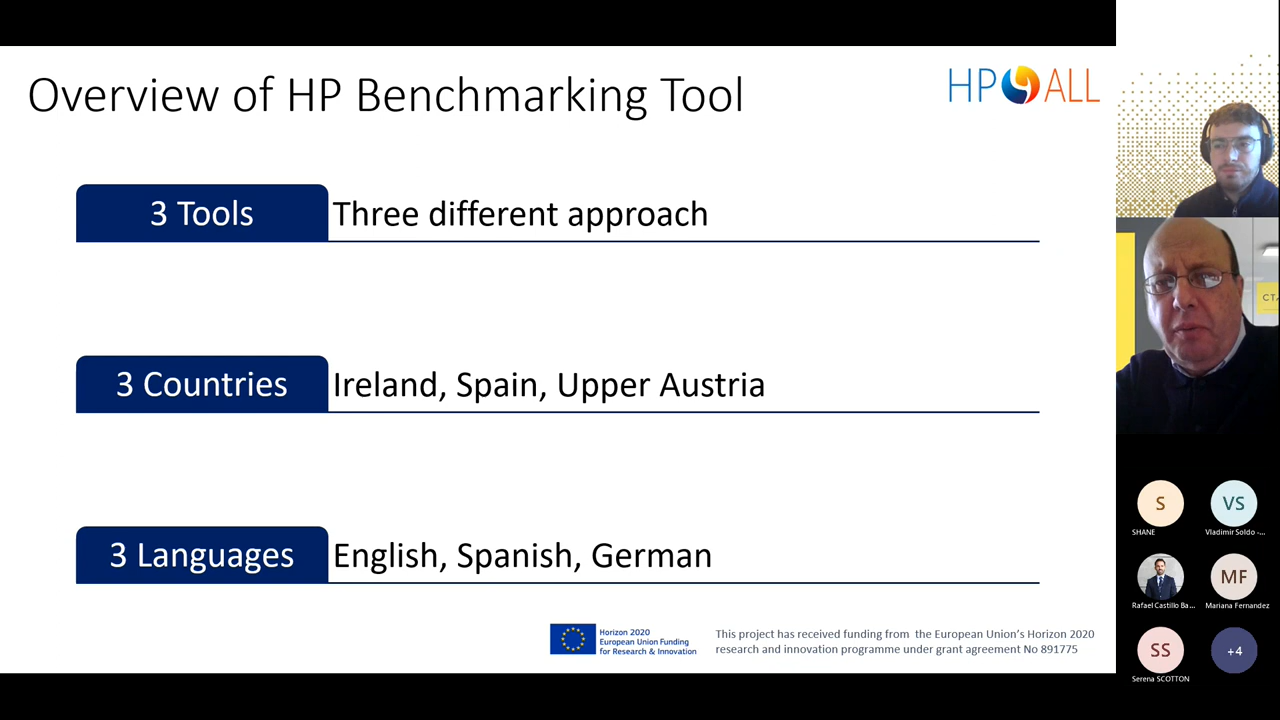 Overview of HP Benchmarking Tool
HP ALL
3 Tools
Three different approach
3 Countries
Ireland, Spain, Upper Austria
3 Languages
English, Spanish, German
Horizon 2020
European Union Funding
for Research & Innovation
This project has received funding from the European Union's Horizon 2020
research and innovation programme under grant agreement No 891775
CT
S
SHANE
VS
Vladimir Soldo -...
Rafael Castillo Ba...
MF
Mariana Fernandez
SS
Serena SCOTTON
+4